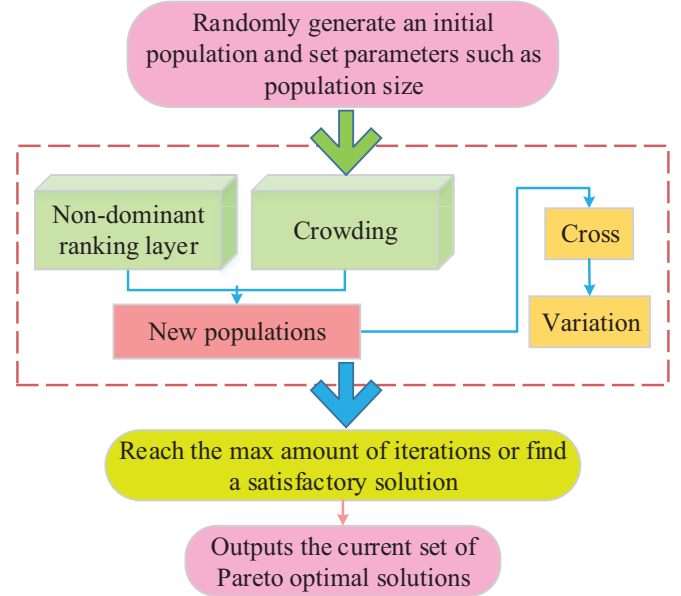 Randomly generate an initial
population and set parameters such as
population size
Non-dominant
ranking layer
Crowding
Cross
New populations
Variation
Reach the max amount of iterations or find
a satisfactory solution
Outputs the current set of
Pareto optimal solutions